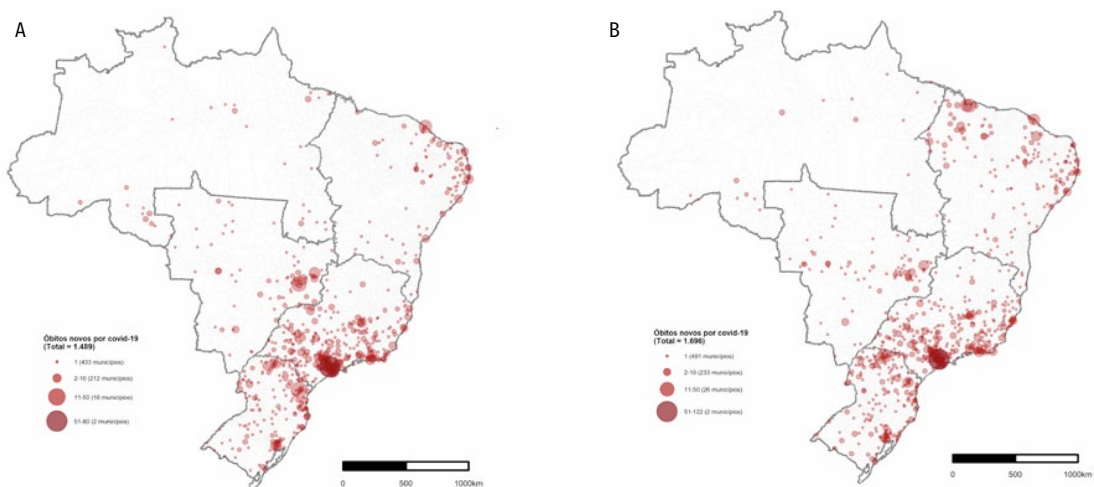 A
Óbitos novos por covid-19
(Total = 1.489)
1 (433 municípios)
2-10 (212 municípios)
11-50 (16 municípios)
51-80 (2 municípios)
0 500 1000km
B
Óbitos novos por covid-19
(Total = 1.696)
1 (491 municípios)
2-10 (233 municípios)
11-50 (26 municípios)
51-122 (2 municípios)
0 500 1000km